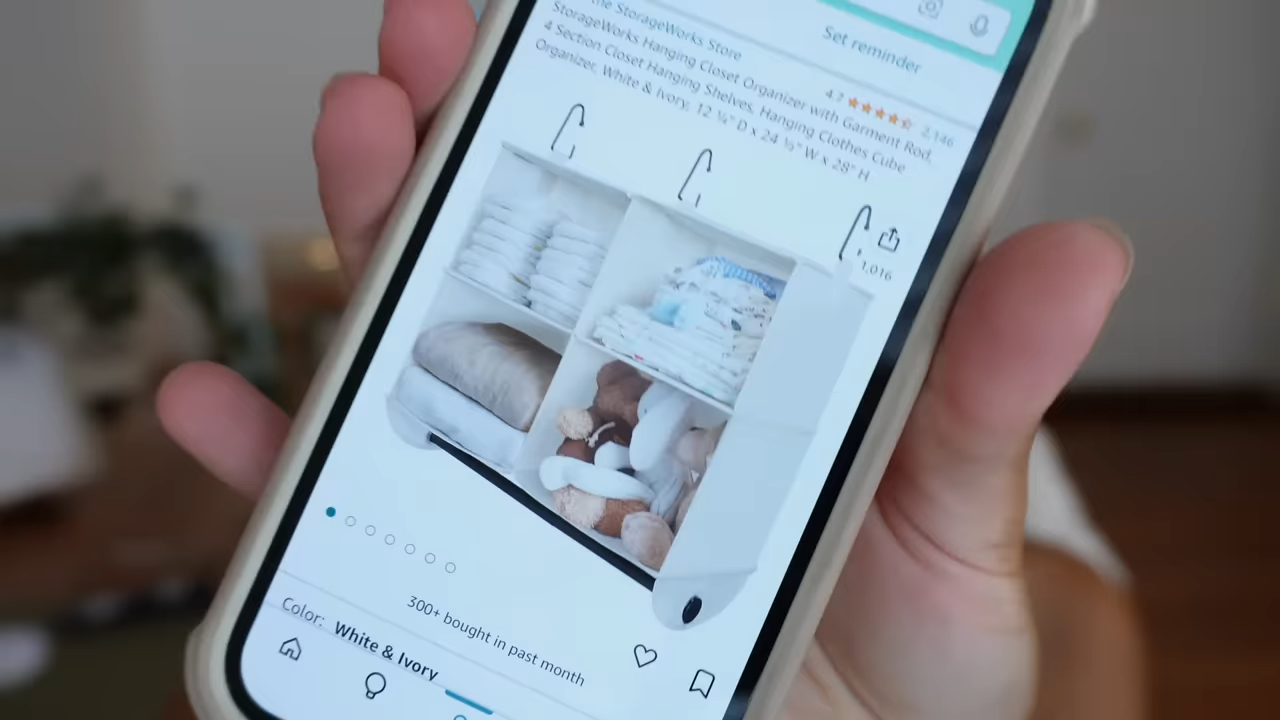 the StorageWorks Store
Set reminder
4.7
2,146
StorageWorks Hanging Closet Organizer with Garment Rod,
4 Section Closet Hanging Shelves, Hanging Clothes Cube
Organizer, White & Ivory, 12 ¼" D x 24 ½" W x 28" H
1,016
300+ bought in past month
Color: White & Ivory